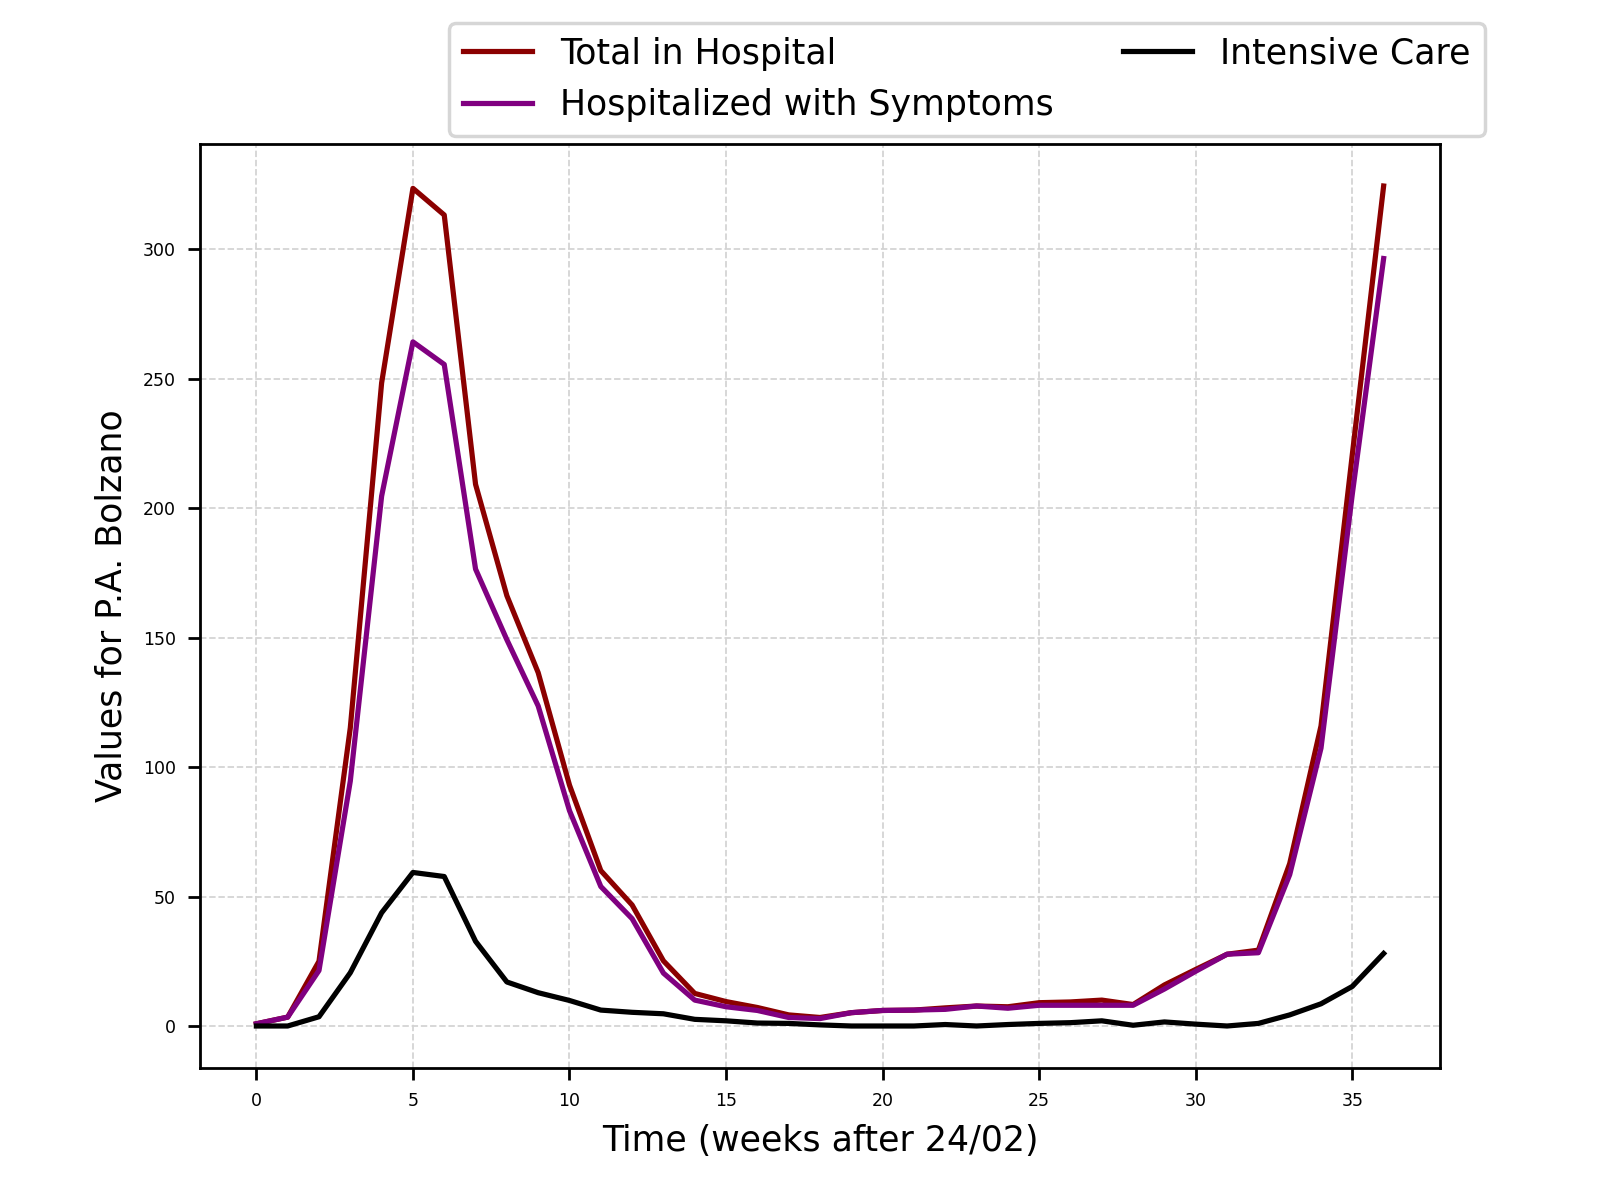 Total in Hospital
Hospitalized with Symptoms
Intensive Care
Values for P.A. Bolzano
300
250
200
150
100
50
0
0 5 10 15 20 25 30 35
Time (weeks after 24/02)